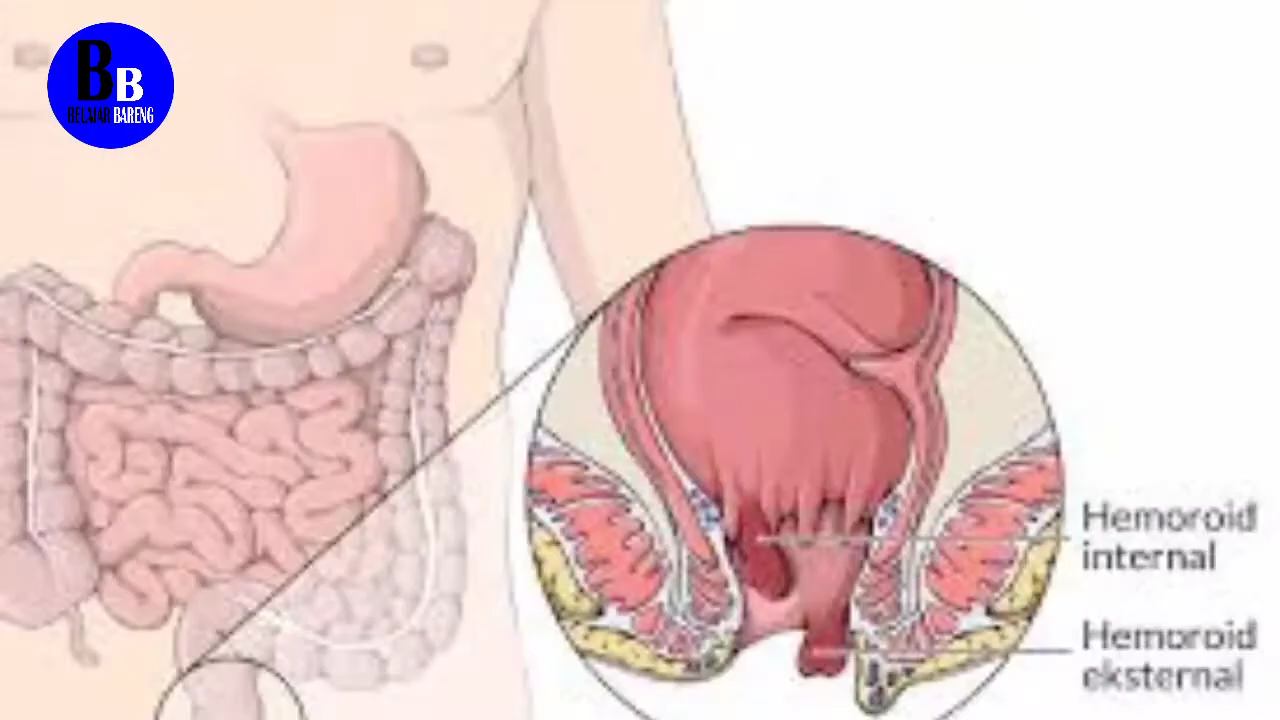 B
B
BELAJAR BARENG
Hemoroid
internal
Hemoroid
eksternal